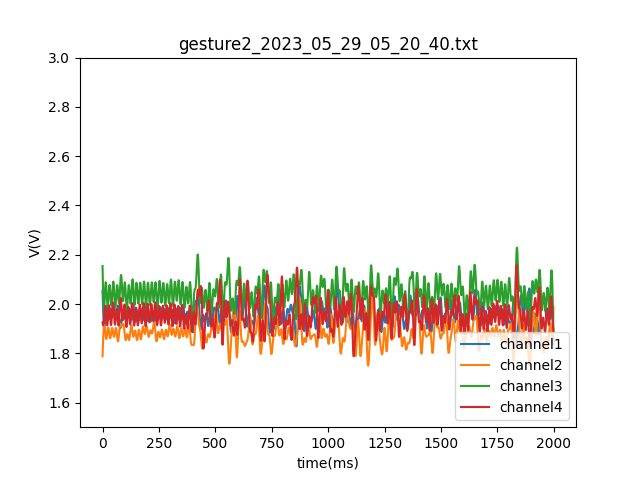 gesture2_2023_05_29_05_20_40.txt
3.0
2.8
2.6
2.4
2.2
2.0
1.8
1.6
V(V)
channel1
channel2
channel3
channel4
0 250 500 750 1000 1250 1500 1750 2000
time(ms)